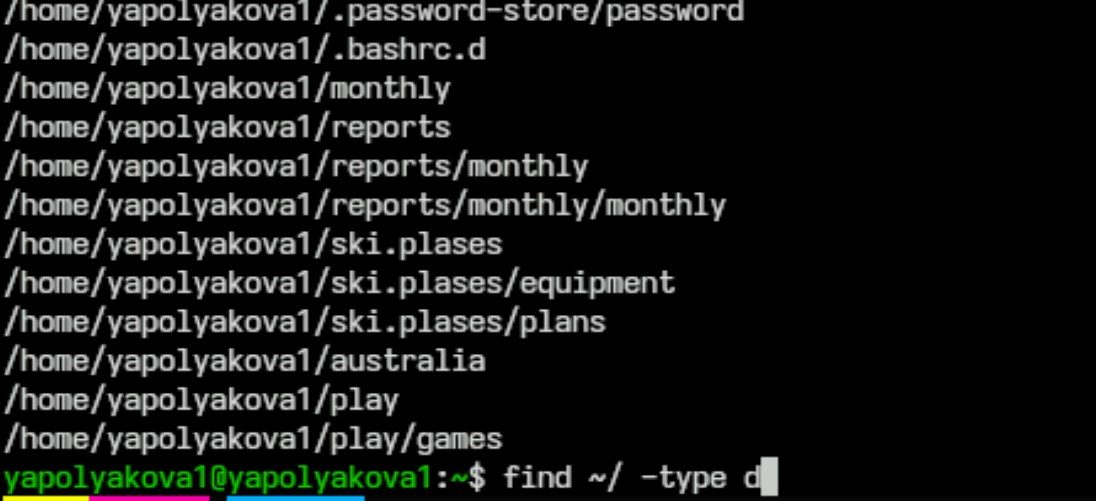 /home/yapolyakova1/.password-store/password
/home/yapolyakova1/.bashrc.d
/home/yapolyakova1/monthly
/home/yapolyakova1/reports
/home/yapolyakova1/reports/monthly
/home/yapolyakova1/reports/monthly/monthly
/home/yapolyakova1/ski.plases
/home/yapolyakova1/ski.plases/equipment
/home/yapolyakova1/ski.plases/plans
/home/yapolyakova1/australia
/home/yapolyakova1/play
/home/yapolyakova1/play/games
yapolyakova1@yapolyakova1:~$ find ~/ -type d